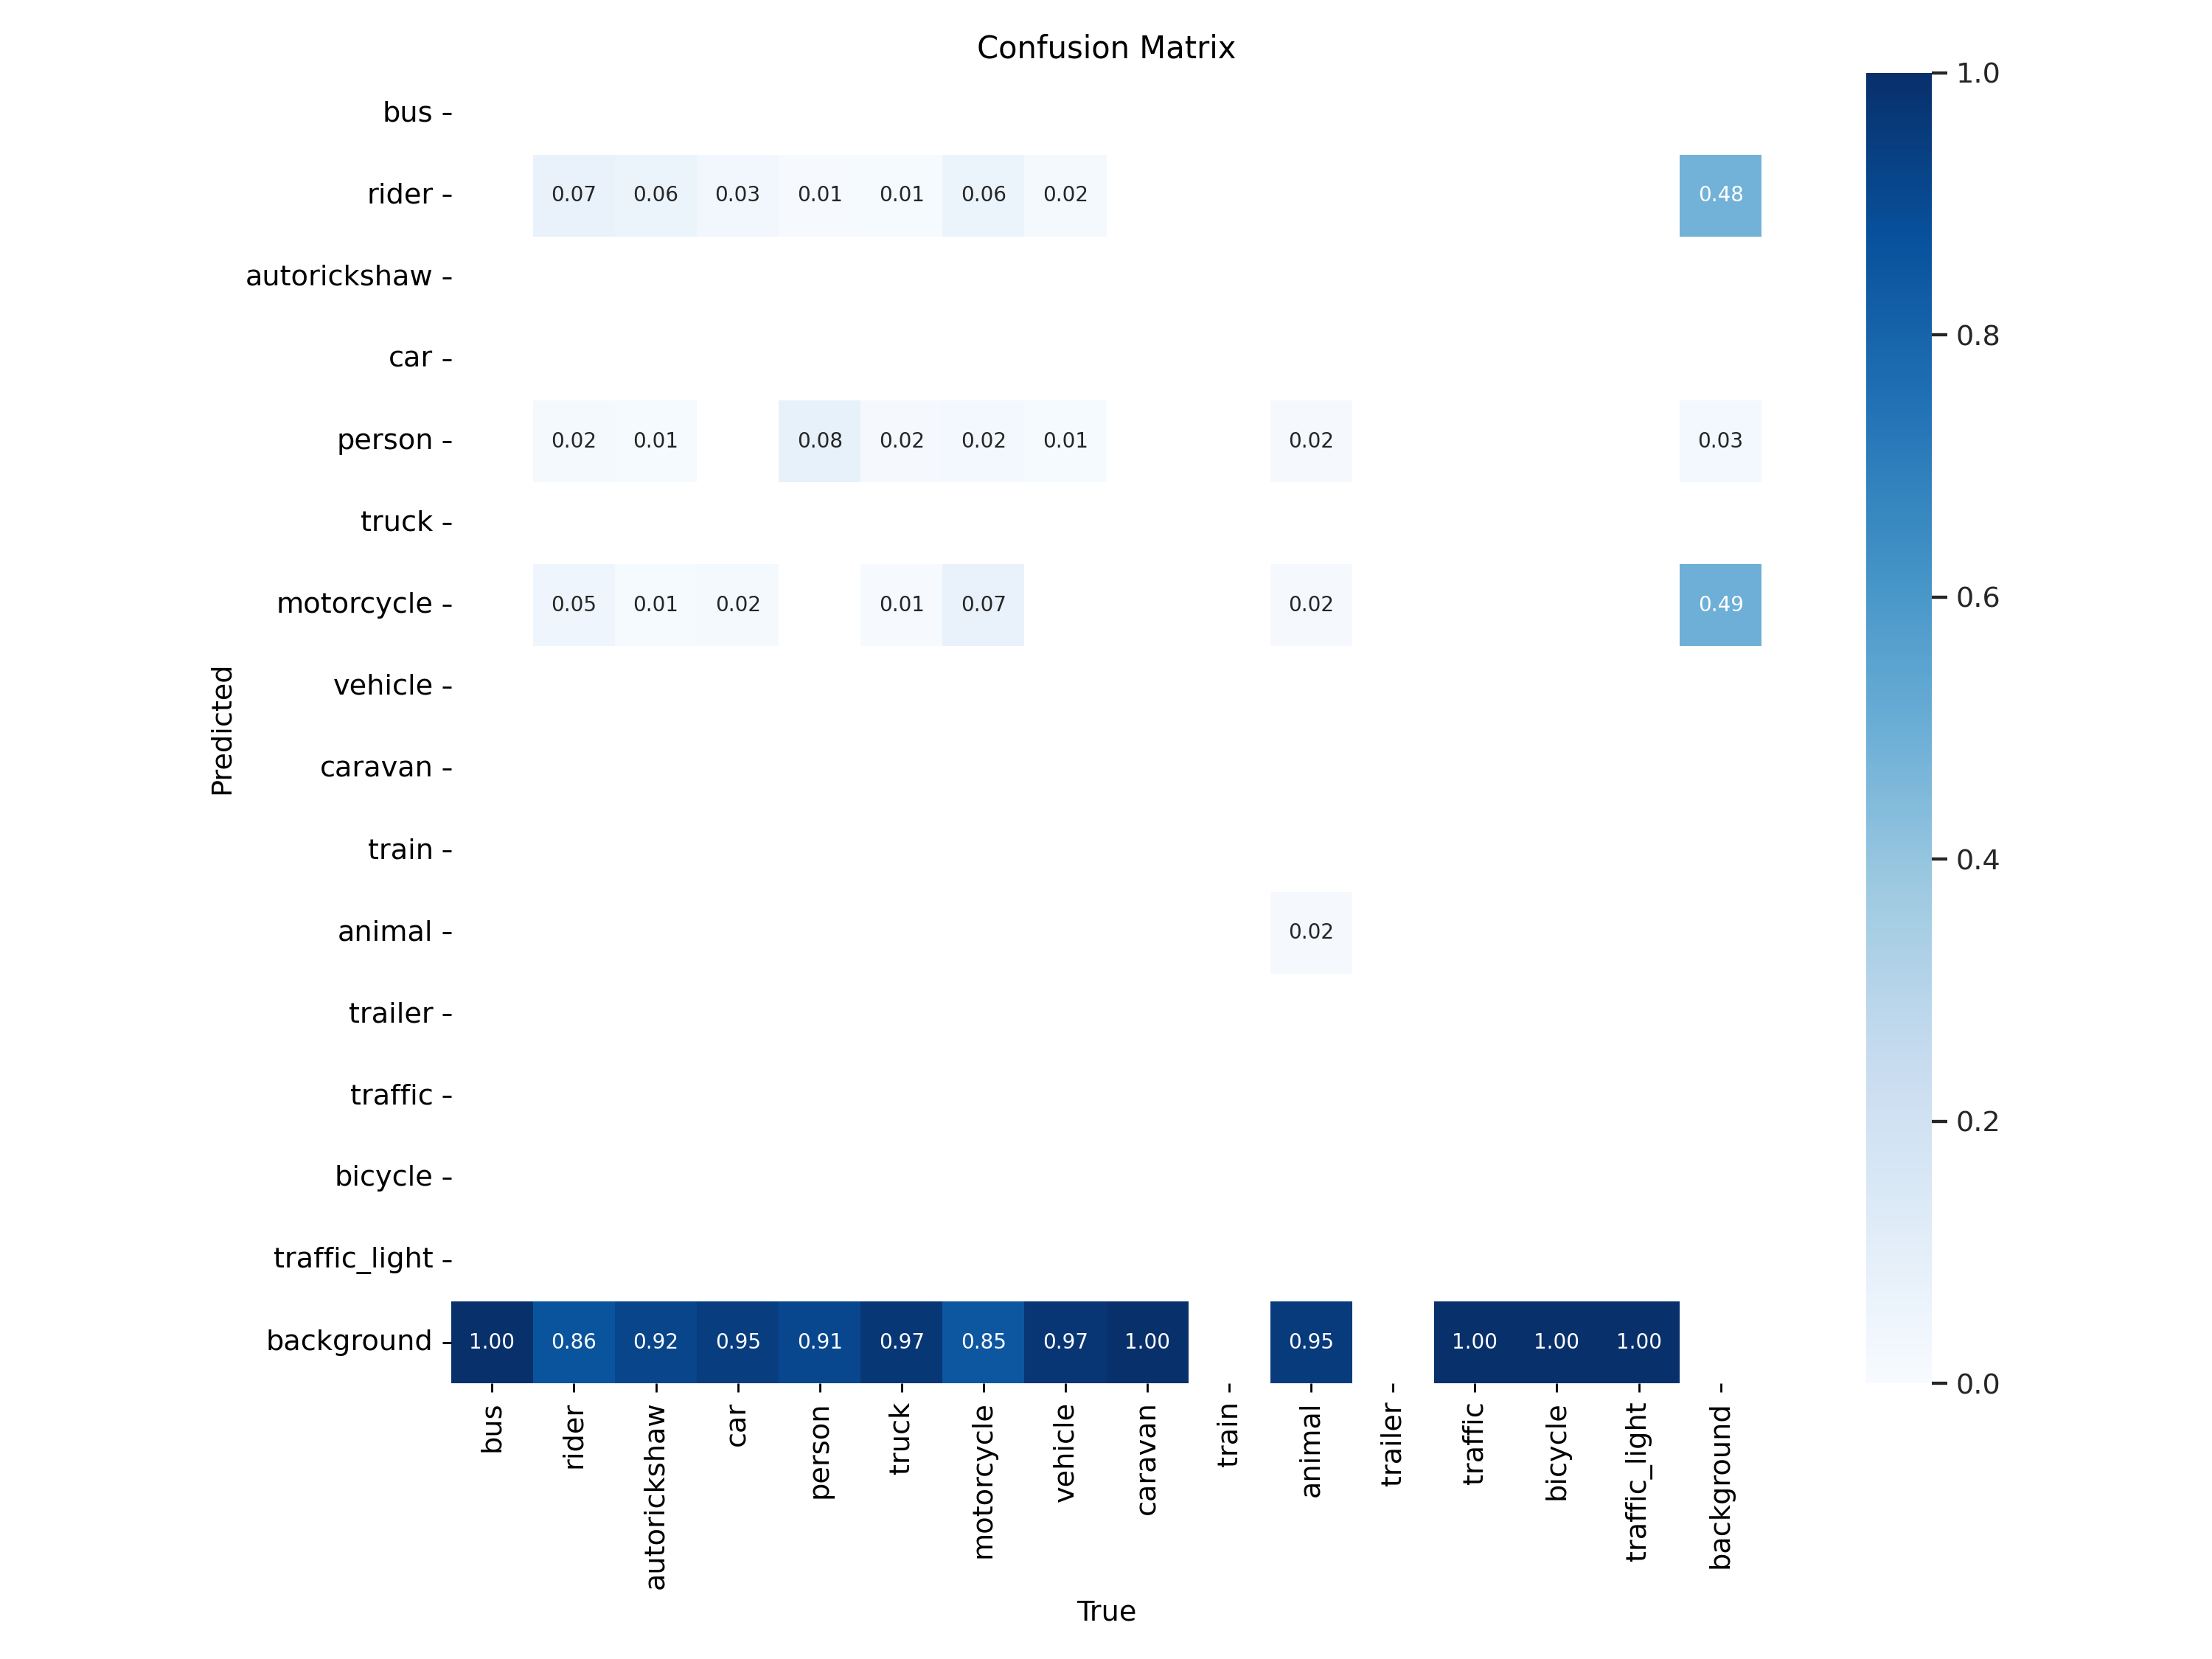 Confusion Matrix
bus
rider 0.07 0.06 0.03 0.01 0.01 0.06 0.02 0.48
autorickshaw
car
person 0.02 0.01 0.08 0.02 0.02 0.01 0.02 0.03
truck
motorcycle 0.05 0.01 0.02 0.01 0.07 0.02 0.49
vehicle
caravan
train
animal 0.02
trailer
traffic
bicycle
traffic_light
background 1.00 0.86 0.92 0.95 0.91 0.97 0.85 0.97 1.00 0.95 1.00 1.00 1.00
Predicted
bus rider autorickshaw car person truck motorcycle vehicle caravan train animal trailer traffic bicycle traffic_light background
True
1.0
0.8
0.6
0.4
0.2
0.0